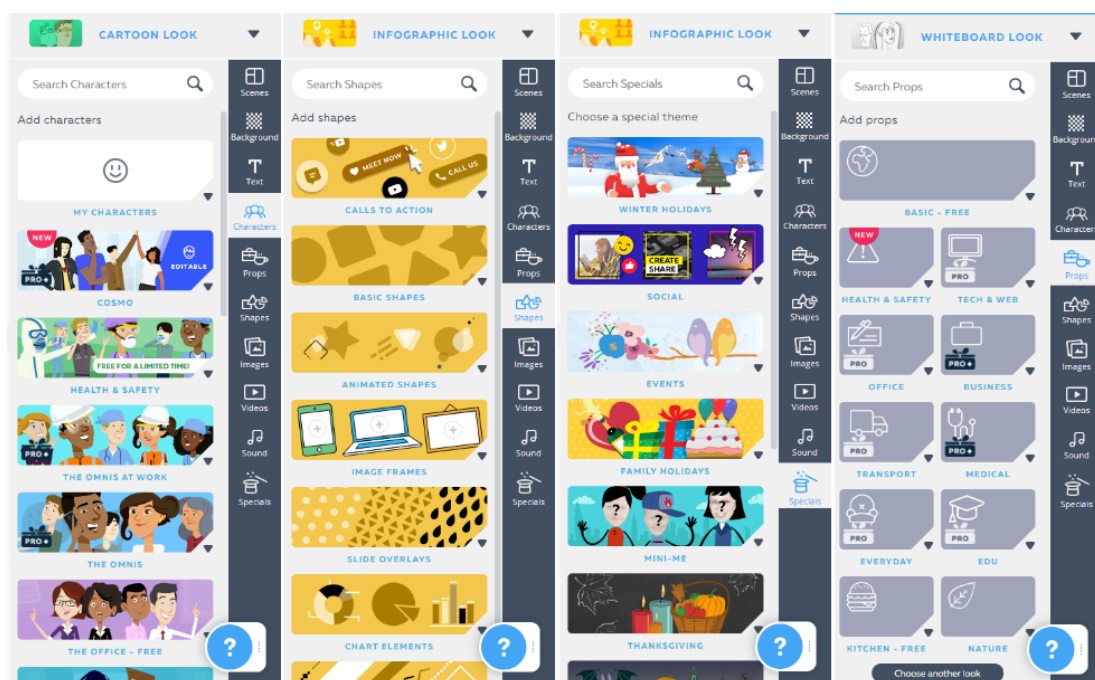 CARTOON LOOK
Search Characters
Add characters
MY CHARACTERS
NEW
EDITABLE
PRO +
COSMO
FREE FOR A LIMITED TIME!
HEALTH & SAFETY
PRO +
THE OMNIS AT WORK
PRO +
THE OMNIS
THE OFFICE - FREE
Scenes
Background
Text
Characters
Props
Shapes
Images
Videos
Sound
Specials
?
INFOGRAPHIC LOOK
Search Shapes
Add shapes
MEET NOW
CALL US
CALLS TO ACTION
BASIC SHAPES
ANIMATED SHAPES
IMAGE FRAMES
SLIDE OVERLAYS
CHART ELEMENTS
Scenes
Background
Text
Characters
Props
Shapes
Images
Videos
Sound
Specials
?
INFOGRAPHIC LOOK
Search Specials
Choose a special theme
WINTER HOLIDAYS
CREATE
SHARE
SOCIAL
EVENTS
FAMILY HOLIDAYS
? ? ?
MINI-ME
THANKSGIVING
Scenes
Background
Text
Characters
Props
Shapes
Images
Videos
Sound
Specials
?
WHITEBOARD LOOK
Search Props
Add props
BASIC - FREE
NEW
PRO
HEALTH & SAFETY TECH & WEB
PRO PRO +
OFFICE BUSINESS
PRO + PRO +
TRANSPORT MEDICAL
PRO PRO
EVERYDAY EDU
KITCHEN - FREE NATURE
Choose another look
Scenes
Background
Text
Characters
Props
Shapes
Images
Videos
Sound
Specials
?